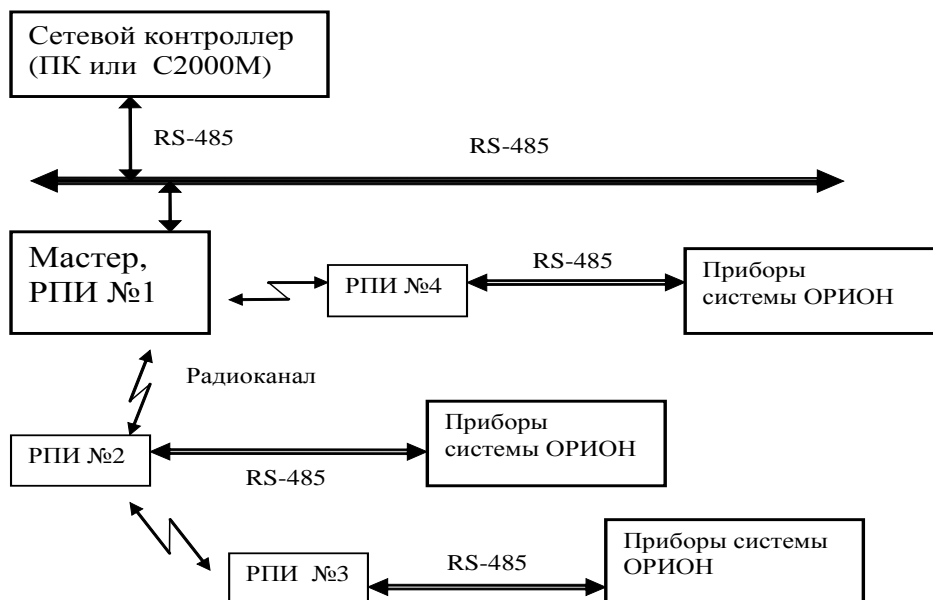 Сетевой контроллер
(ПК или С2000М)
RS-485
RS-485
Мастер,
РПИ №1
РПИ №4
RS-485
Приборы
системы ОРИОН
Радиоканал
РПИ №2
RS-485
Приборы
системы ОРИОН
РПИ №3
RS-485
Приборы системы
ОРИОН